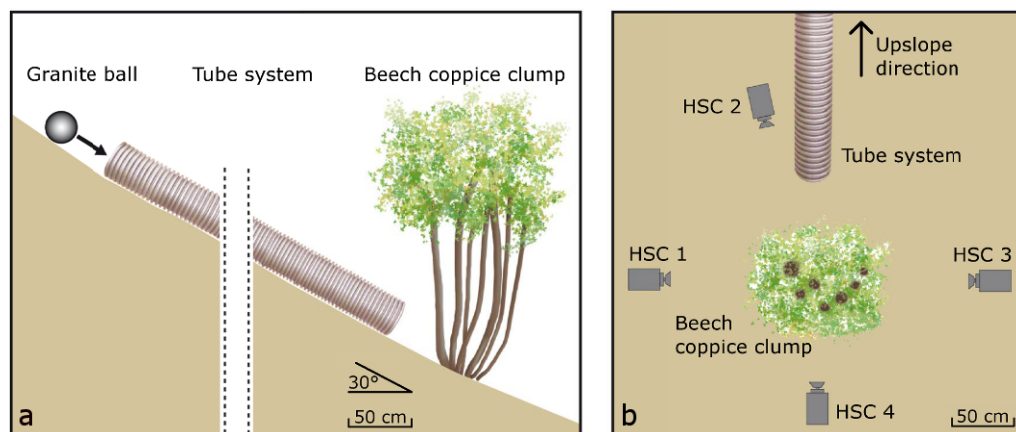 Granite ball
Tube system
Beech coppice clump
30°
50 cm
a
Upslope
direction
HSC 2
Tube system
HSC 1
HSC 3
Beech
coppice clump
HSC 4
50 cm
b